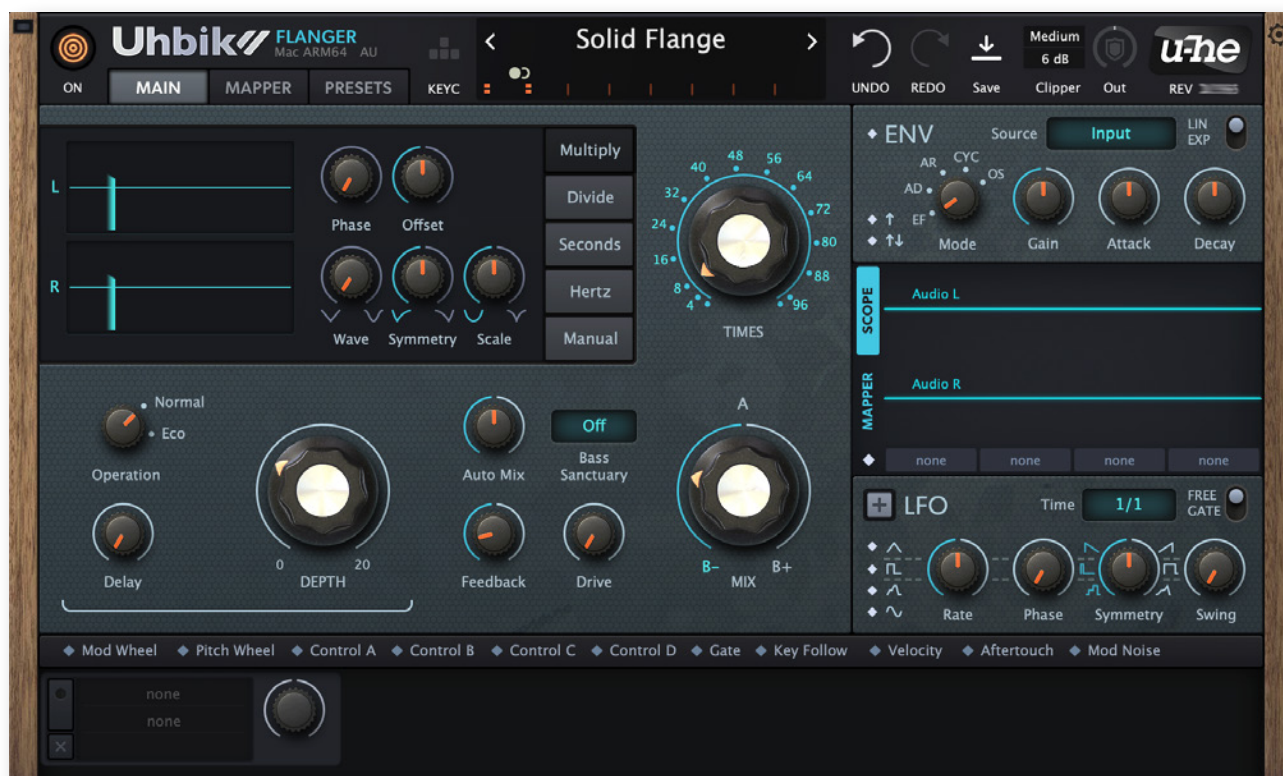 Uhbik FLANGER
Mac ARM64 AU
Solid Flange
Medium
6 dB
u-he
ON MAIN MAPPER PRESETS KEYC
UNDO REDO Save Clipper Out REV
L
R
Phase Offset
Wave Symmetry Scale
Multiply
Divide
Seconds
Hertz
Manual
4 8 16 24 32 40 48 56 64 72 80 88 96
TIMES
ENV Source Input LIN
EXP
EF AD AR CYC OS
Mode Gain Attack Decay
SCOPE
MAPPER
Audio L
Audio R
none none none none
Normal
Eco
Operation
Delay
0 20
DEPTH
Auto Mix
Off
Bass
Sanctuary
Feedback Drive
A
B- B+
MIX
LFO Time 1/1 FREE
GATE
Rate Phase Symmetry Swing
Mod Wheel Pitch Wheel Control A Control B Control C Control D Gate Key Follow Velocity Aftertouch Mod Noise
none
none